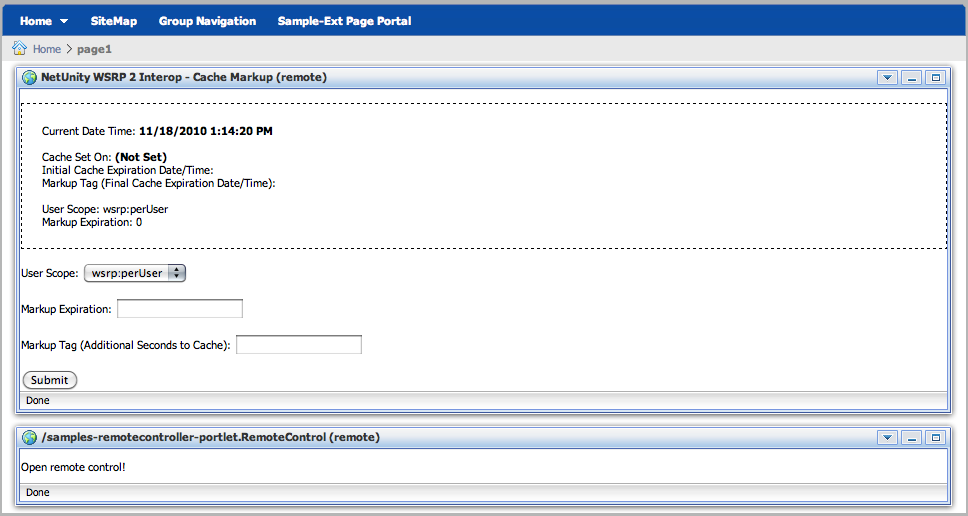 Home SiteMap Group Navigation Sample-Ext Page Portal
Home > page1
NetUnity WSRP 2 Interop - Cache Markup (remote)
Current Date Time: 11/18/2010 1:14:20 PM
Cache Set On: (Not Set)
Initial Cache Expiration Date/Time:
Markup Tag (Final Cache Expiration Date/Time):
User Scope: wsrp:perUser
Markup Expiration: 0
User Scope: wsrp:perUser
Markup Expiration:
Markup Tag (Additional Seconds to Cache):
Submit
Done
/samples-remotecontroller-portlet.RemoteControl (remote)
Open remote control!
Done